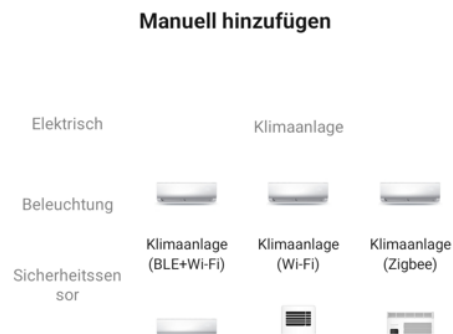 Manuell hinzufügen
Elektrisch
Beleuchtung
Sicherheitssen
sor
Klimaanlage
Klimaanlage
(BLE+Wi-Fi)
Klimaanlage
(Wi-Fi)
Klimaanlage
(Zigbee)